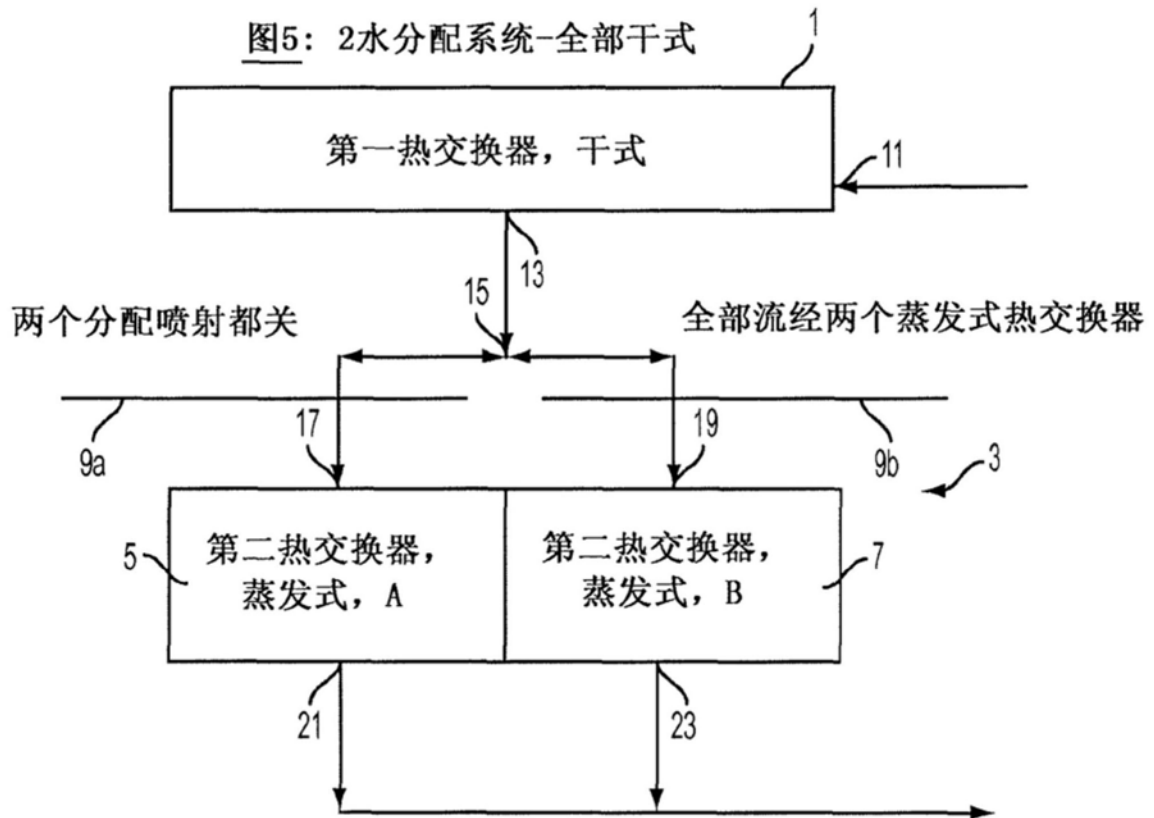 图5: 2水分配系统-全部干式
1
第一热交换器，干式
11
13
15
两个分配喷射都关
全部流经两个蒸发式热交换器
17
19
9a
9b
3
5
第二热交换器，
蒸发式，A
第二热交换器，
蒸发式，B
7
21
23